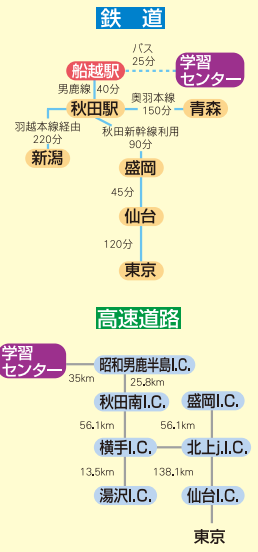 鉄 道
バス
25分
船越駅
学習
センター
男鹿線 40分
奥羽本線
150分
秋田駅
青森
羽越本線経由
220分
秋田新幹線利用
90分
新潟
盛岡
45分
仙台
120分
東京
高速道路
学習
センター
昭和男鹿半島I.C.
35km
25.8km
秋田南I.C.
盛岡I.C.
56.1km
56.1km
横手I.C.
北上j.I.C.
13.5km
138.1km
湯沢I.C.
仙台I.C.
東京